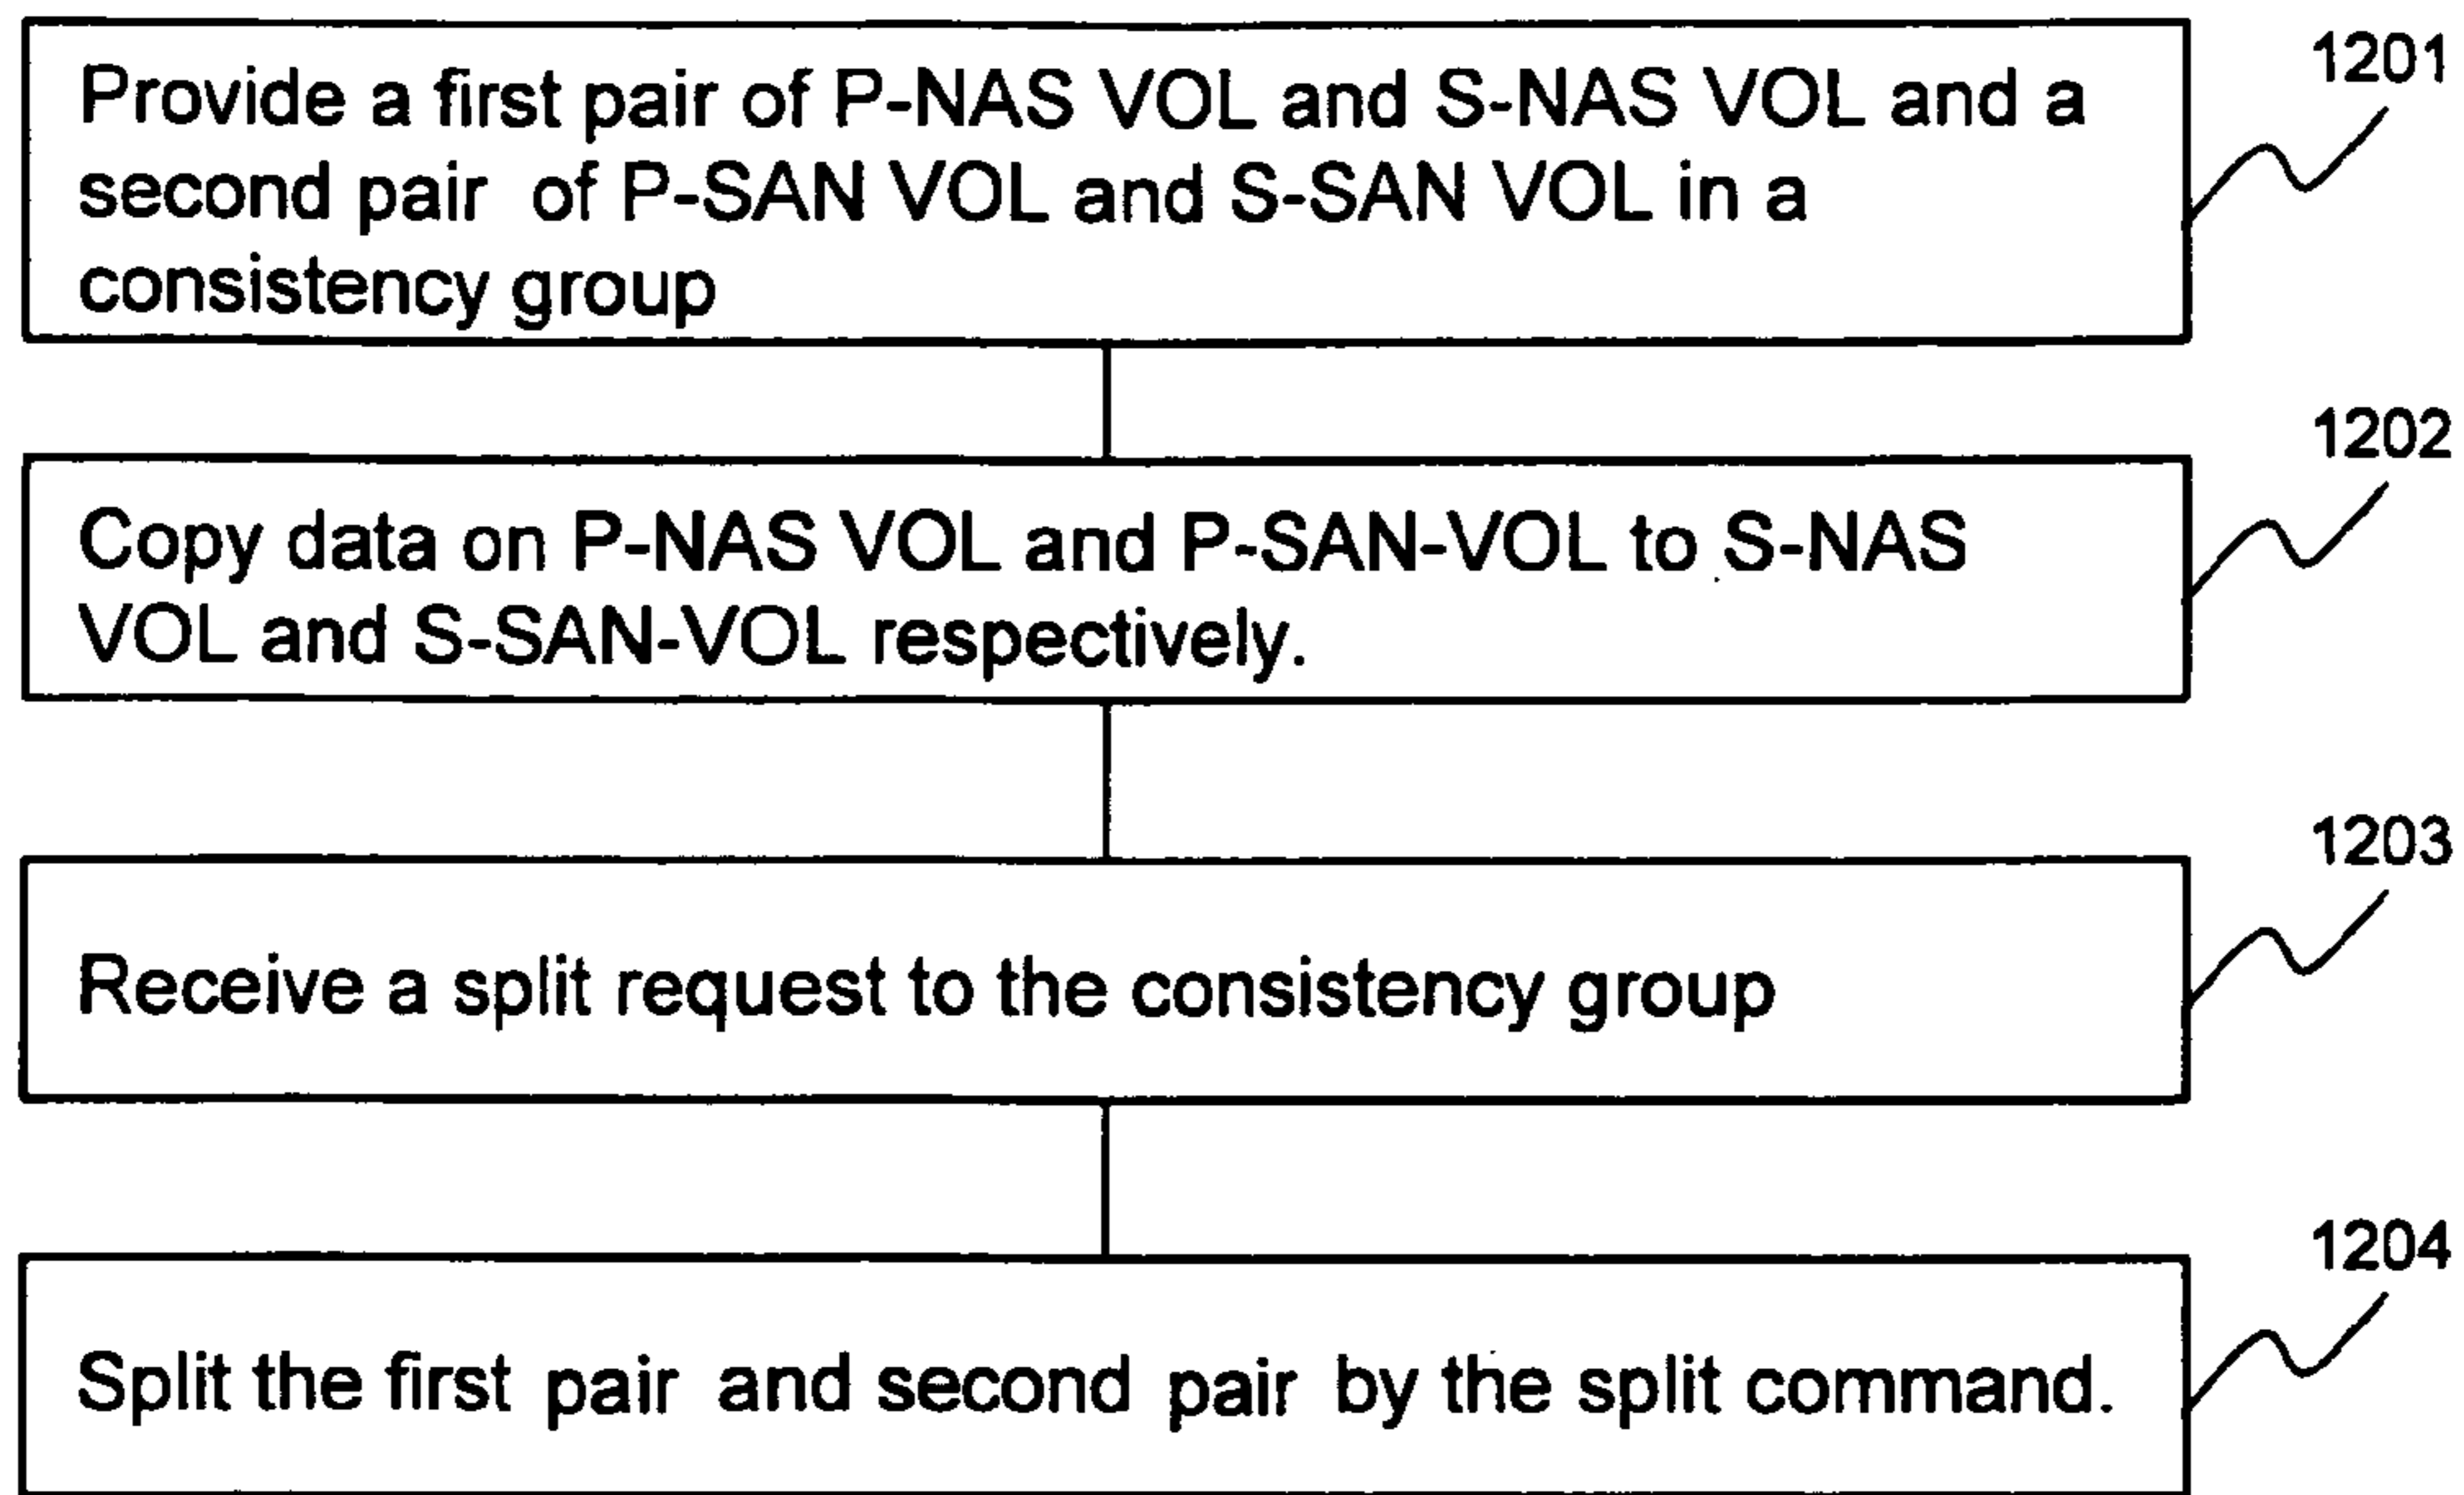 Provide a first pair of P-NAS VOL and S-NAS VOL and a
second pair of P-SAN VOL and S-SAN VOL in a
consistency group
1201
Copy data on P-NAS VOL and P-SAN-VOL to S-NAS
VOL and S-SAN-VOL respectively.
1202
Receive a split request to the consistency group
1203
Split the first pair and second pair by the split command.
1204